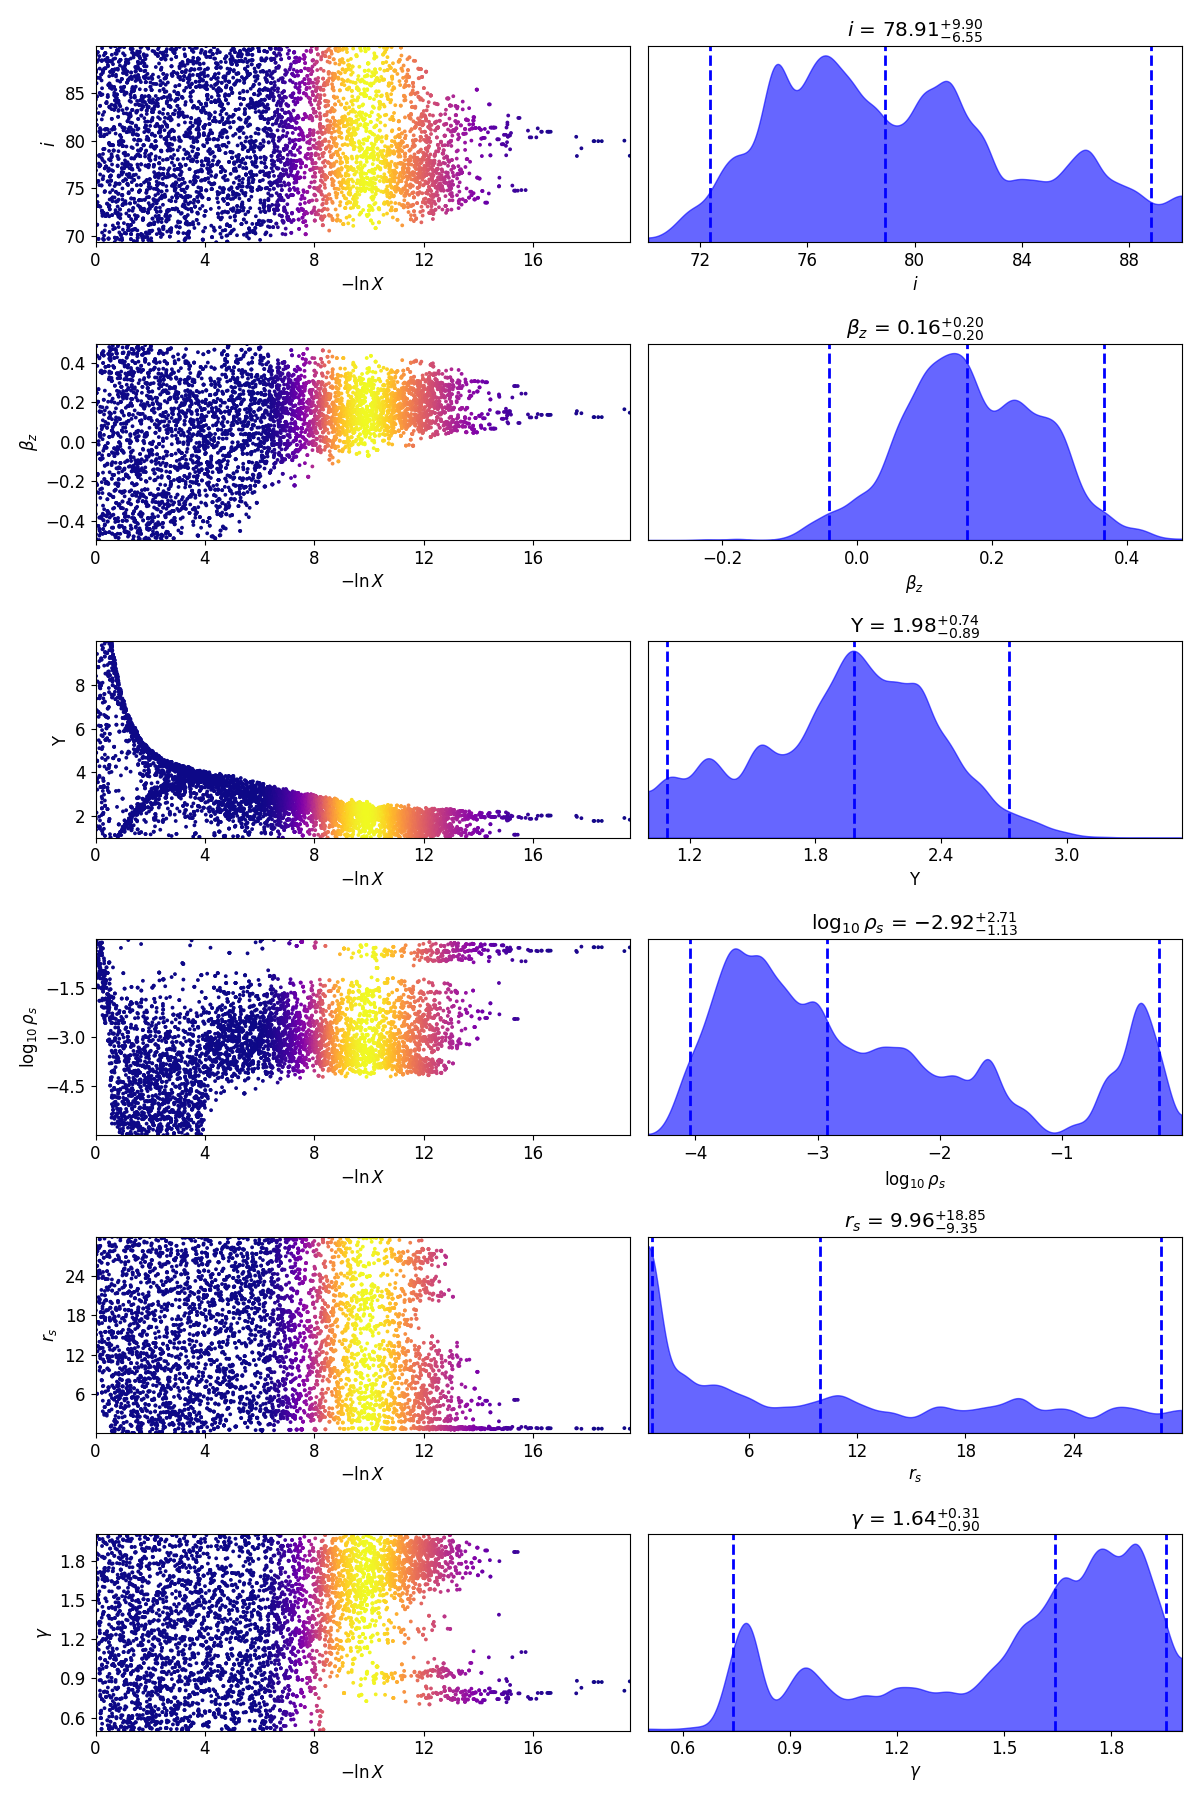 i = 78.91 +9.90 −6.55
85
80
75
70
i
0 4 8 12 16
−ln X
72 76 80 84 88
i
βz = 0.16 +0.20 −0.20
0.4
0.2
0.0
−0.2
−0.4
βz
0 4 8 12 16
−ln X
−0.2 0.0 0.2 0.4
βz
Y = 1.98 +0.74 −0.89
8
6
4
2
Y
0 4 8 12 16
−ln X
1.2 1.8 2.4 3.0
Y
log10 ρs = −2.92 +2.71 −1.13
−1.5
−3.0
−4.5
log10 ρs
0 4 8 12 16
−ln X
−4 −3 −2 −1
log10 ρs
rs = 9.96 +18.85 −9.35
24
18
12
6
rs
0 4 8 12 16
−ln X
6 12 18 24
rs
γ = 1.64 +0.31 −0.90
1.8
1.5
1.2
0.9
0.6
γ
0 4 8 12 16
−ln X
0.6 0.9 1.2 1.5 1.8
γ